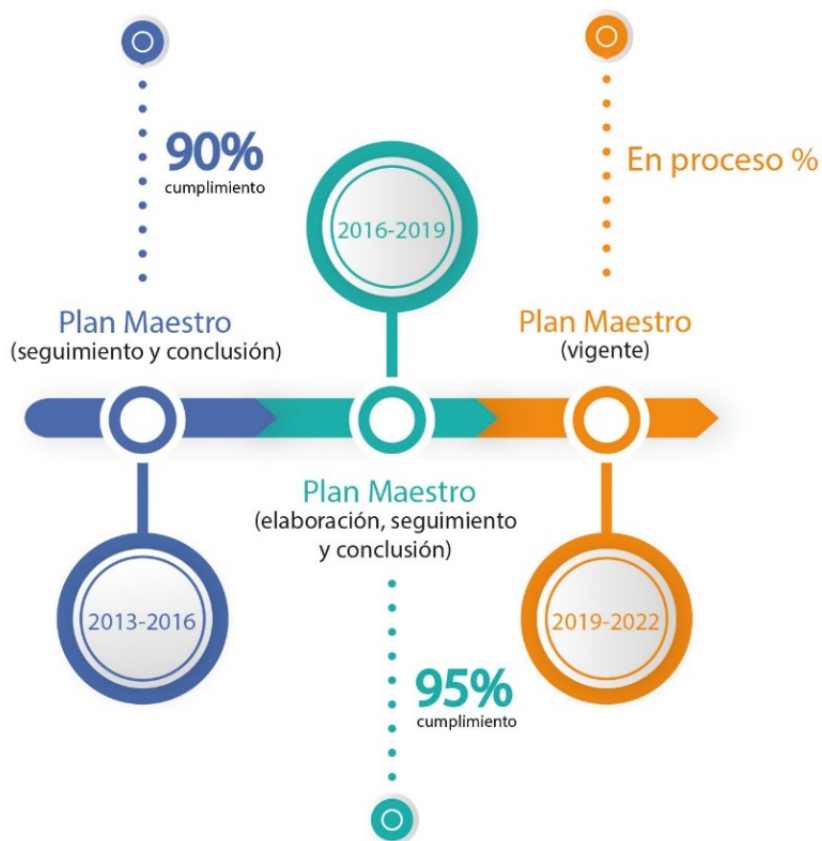 90%
cumplimiento
Plan Maestro
(seguimiento y conclusión)
2013-2016
2016-2019
Plan Maestro
(elaboración, seguimiento
y conclusión)
95%
cumplimiento
En proceso %
Plan Maestro
(vigente)
2019-2022